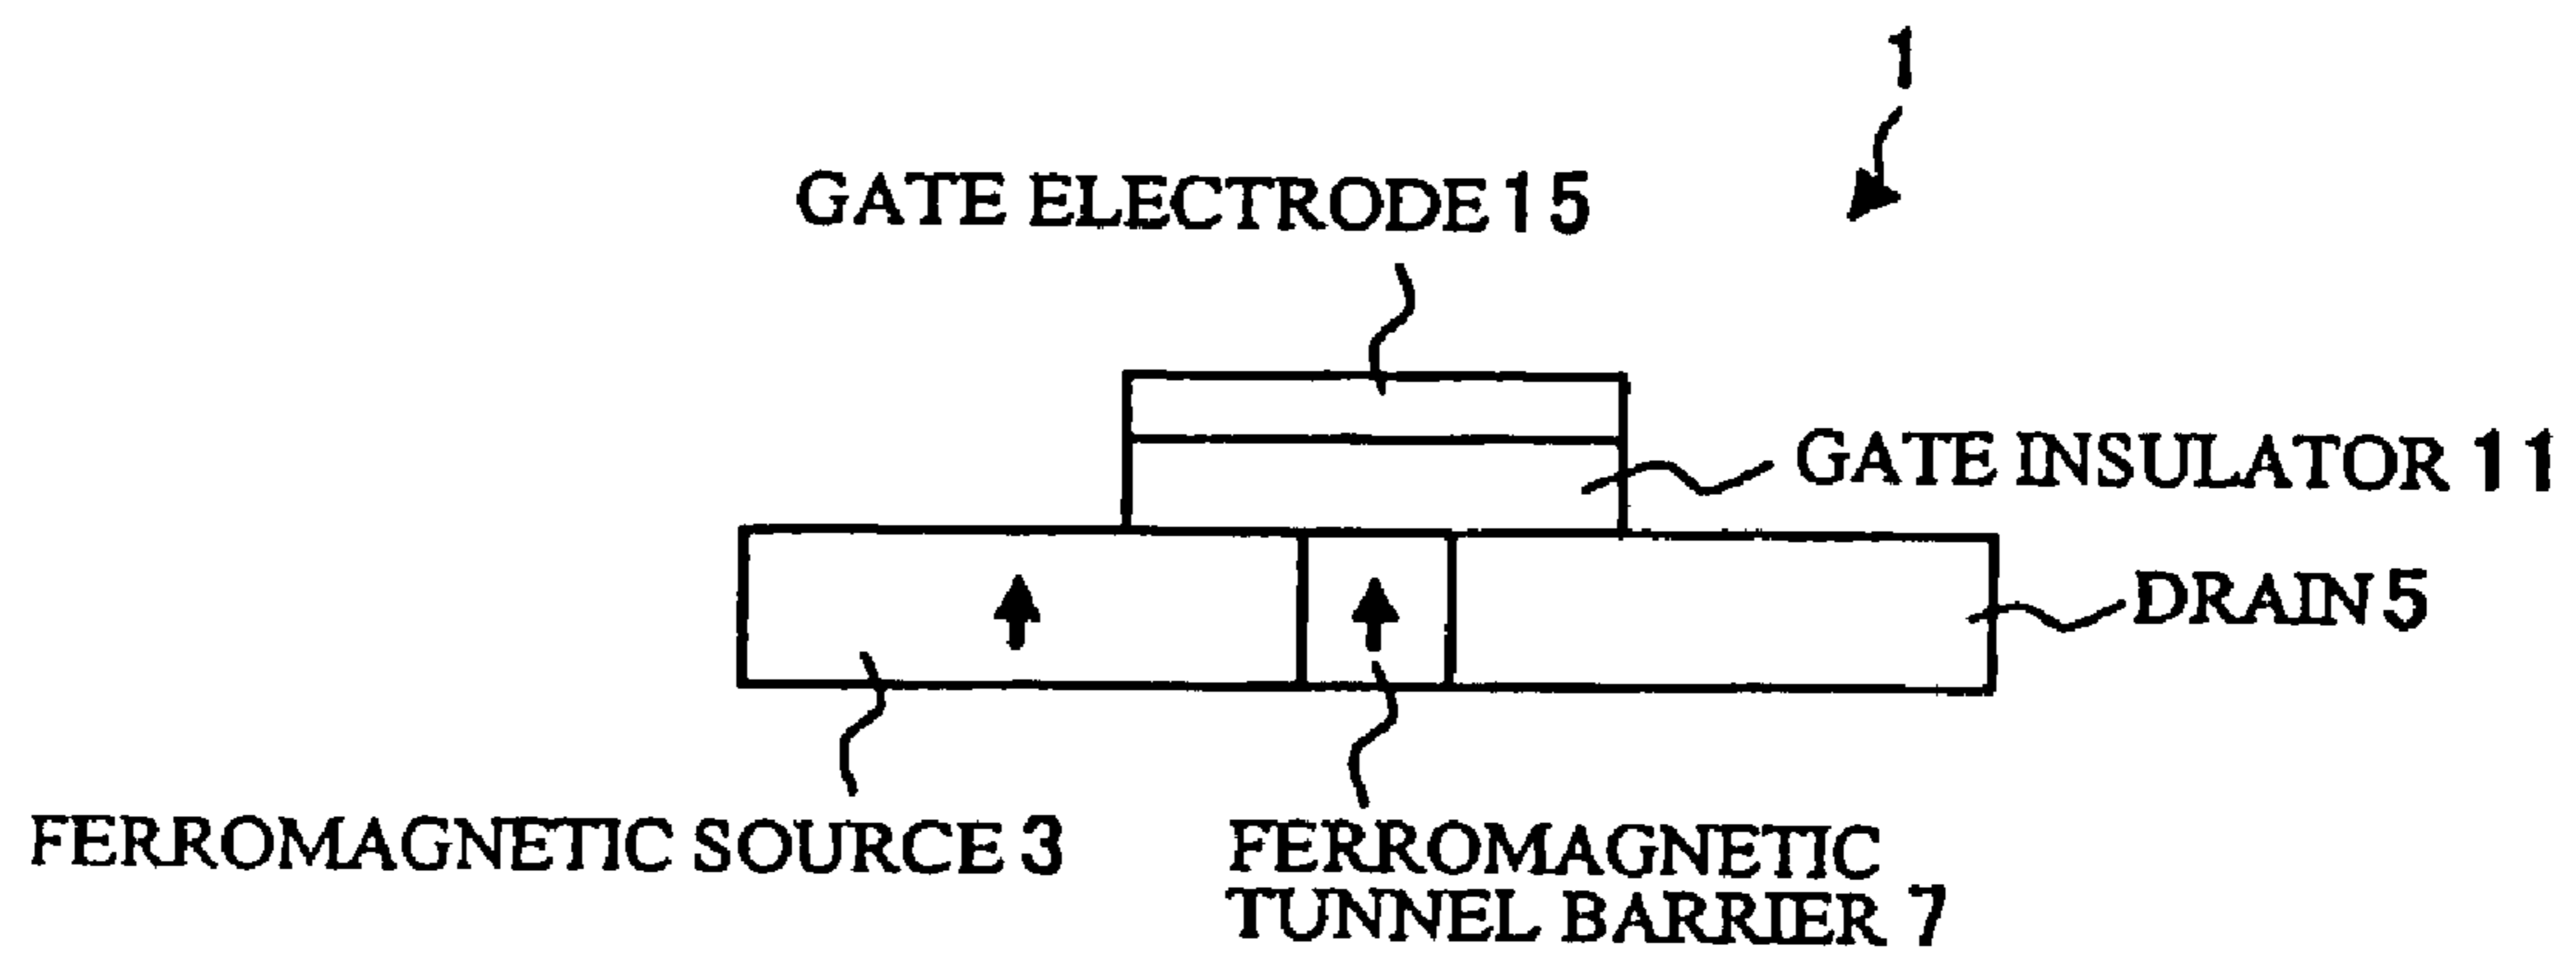 1
GATE ELECTRODE 15
GATE INSULATOR 11
DRAIN 5
FERROMAGNETIC SOURCE 3
FERROMAGNETIC
TUNNEL BARRIER 7